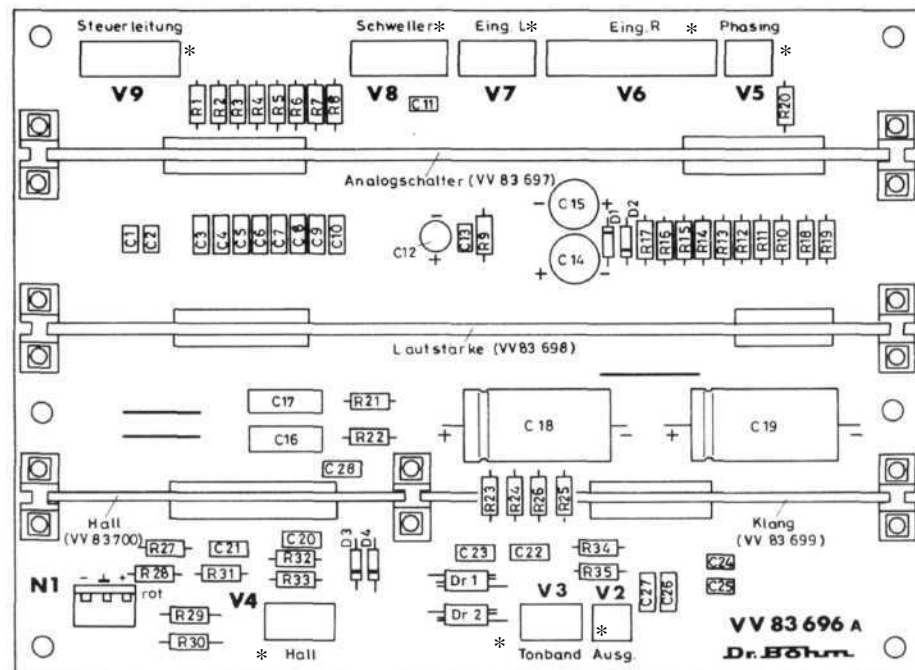 Steuerleitung * Schweller* Eing. L* Eing. R * Phasing *
V9 V8 V7 V6 V5
R1 R2 R3 R4 R5 R6 R7 R8 C11 R20
Analogschalter (VV 83 697)
C1 C2 C3 C4 C5 C6 C7 C8 C9 C10 C12 - + C13 R9
- C15 + + C14 - D1 D2
R17 R16 R15 R14 R13 R12 R11 R10 R18 R19
Lautstärke (VV 83 698)
C17 R21
C16 R22
C28
+ C18 - + C19 -
R23 R24 R26 R25
Hall
(VV 83700)
Klang
(VV 83 699)
R27 C21 C20 D3 D4 C23 C22 R34
R28 R31 R32 R33 Dr 1 R35 C24
N1 - ⊥ + rot V4 V3 V2 C27 C26 C25
R29 Dr 2
R30
* Hall * Tonband * Ausg.
VV 83 696 A
Dr. Böhm